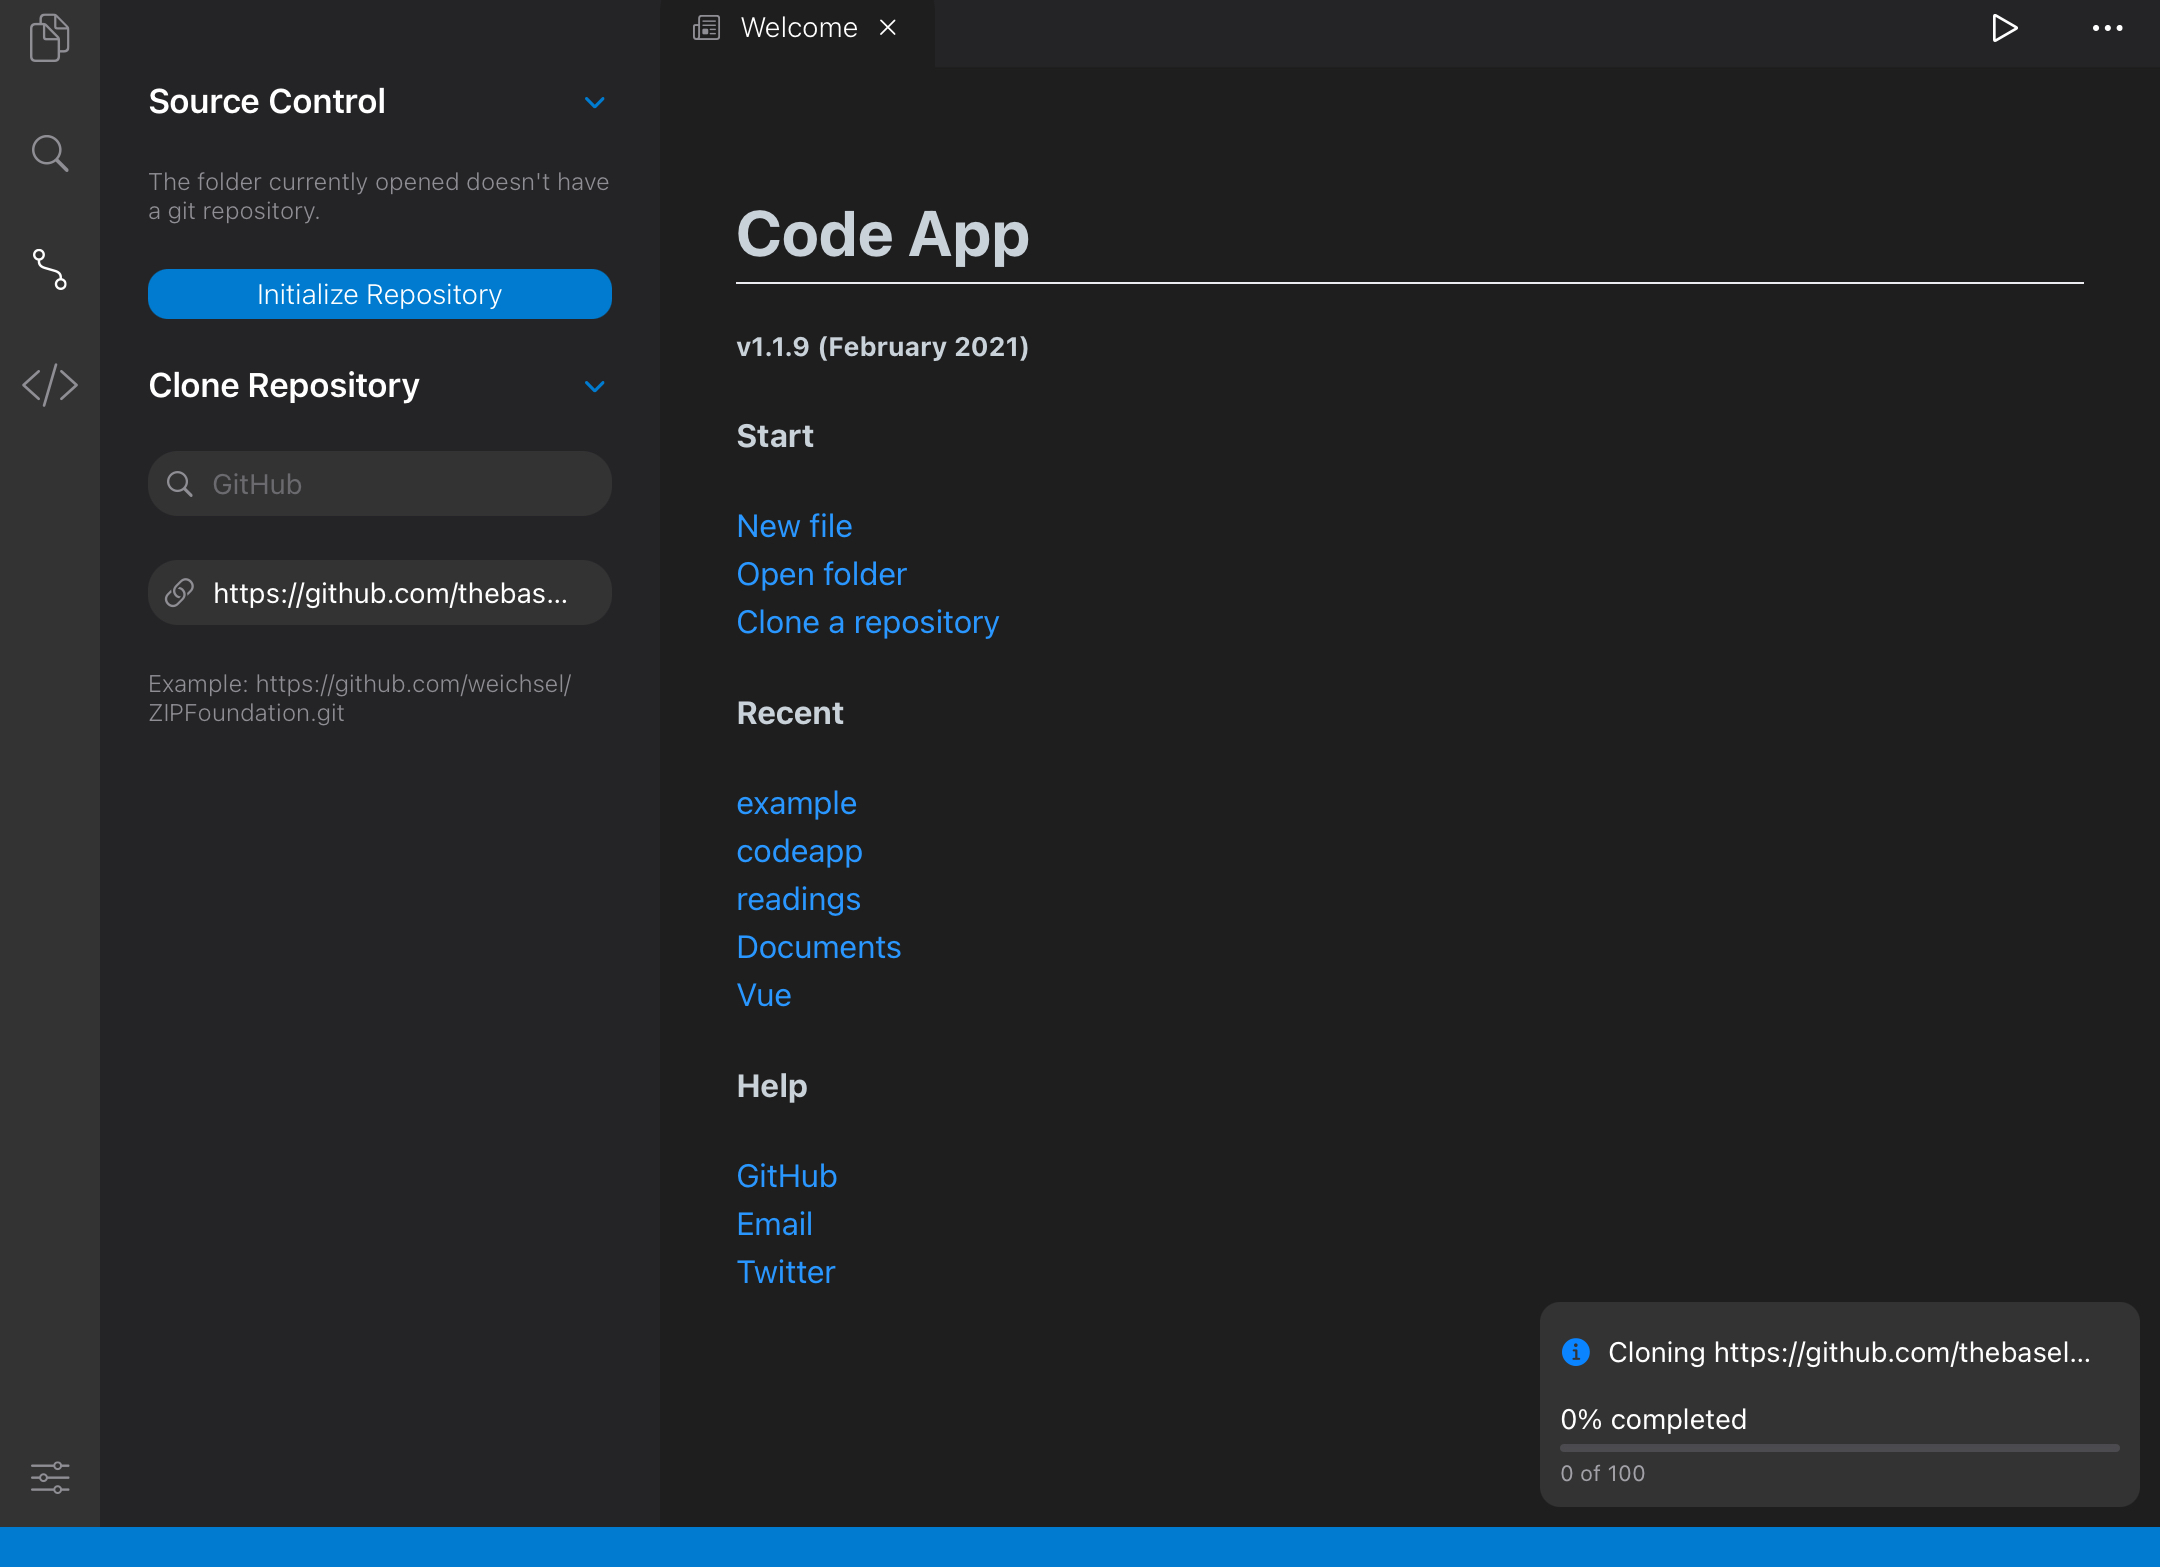 Source Control
The folder currently opened doesn't have
a git repository.
Initialize Repository
Clone Repository
GitHub
https://github.com/thebas...
Example: https://github.com/weichsel/
ZIPFoundation.git
Welcome
Code App
v1.1.9 (February 2021)
Start
New file
Open folder
Clone a repository
Recent
example
codeapp
readings
Documents
Vue
Help
GitHub
Email
Twitter
Cloning https://github.com/thebasel...
0% completed
0 of 100